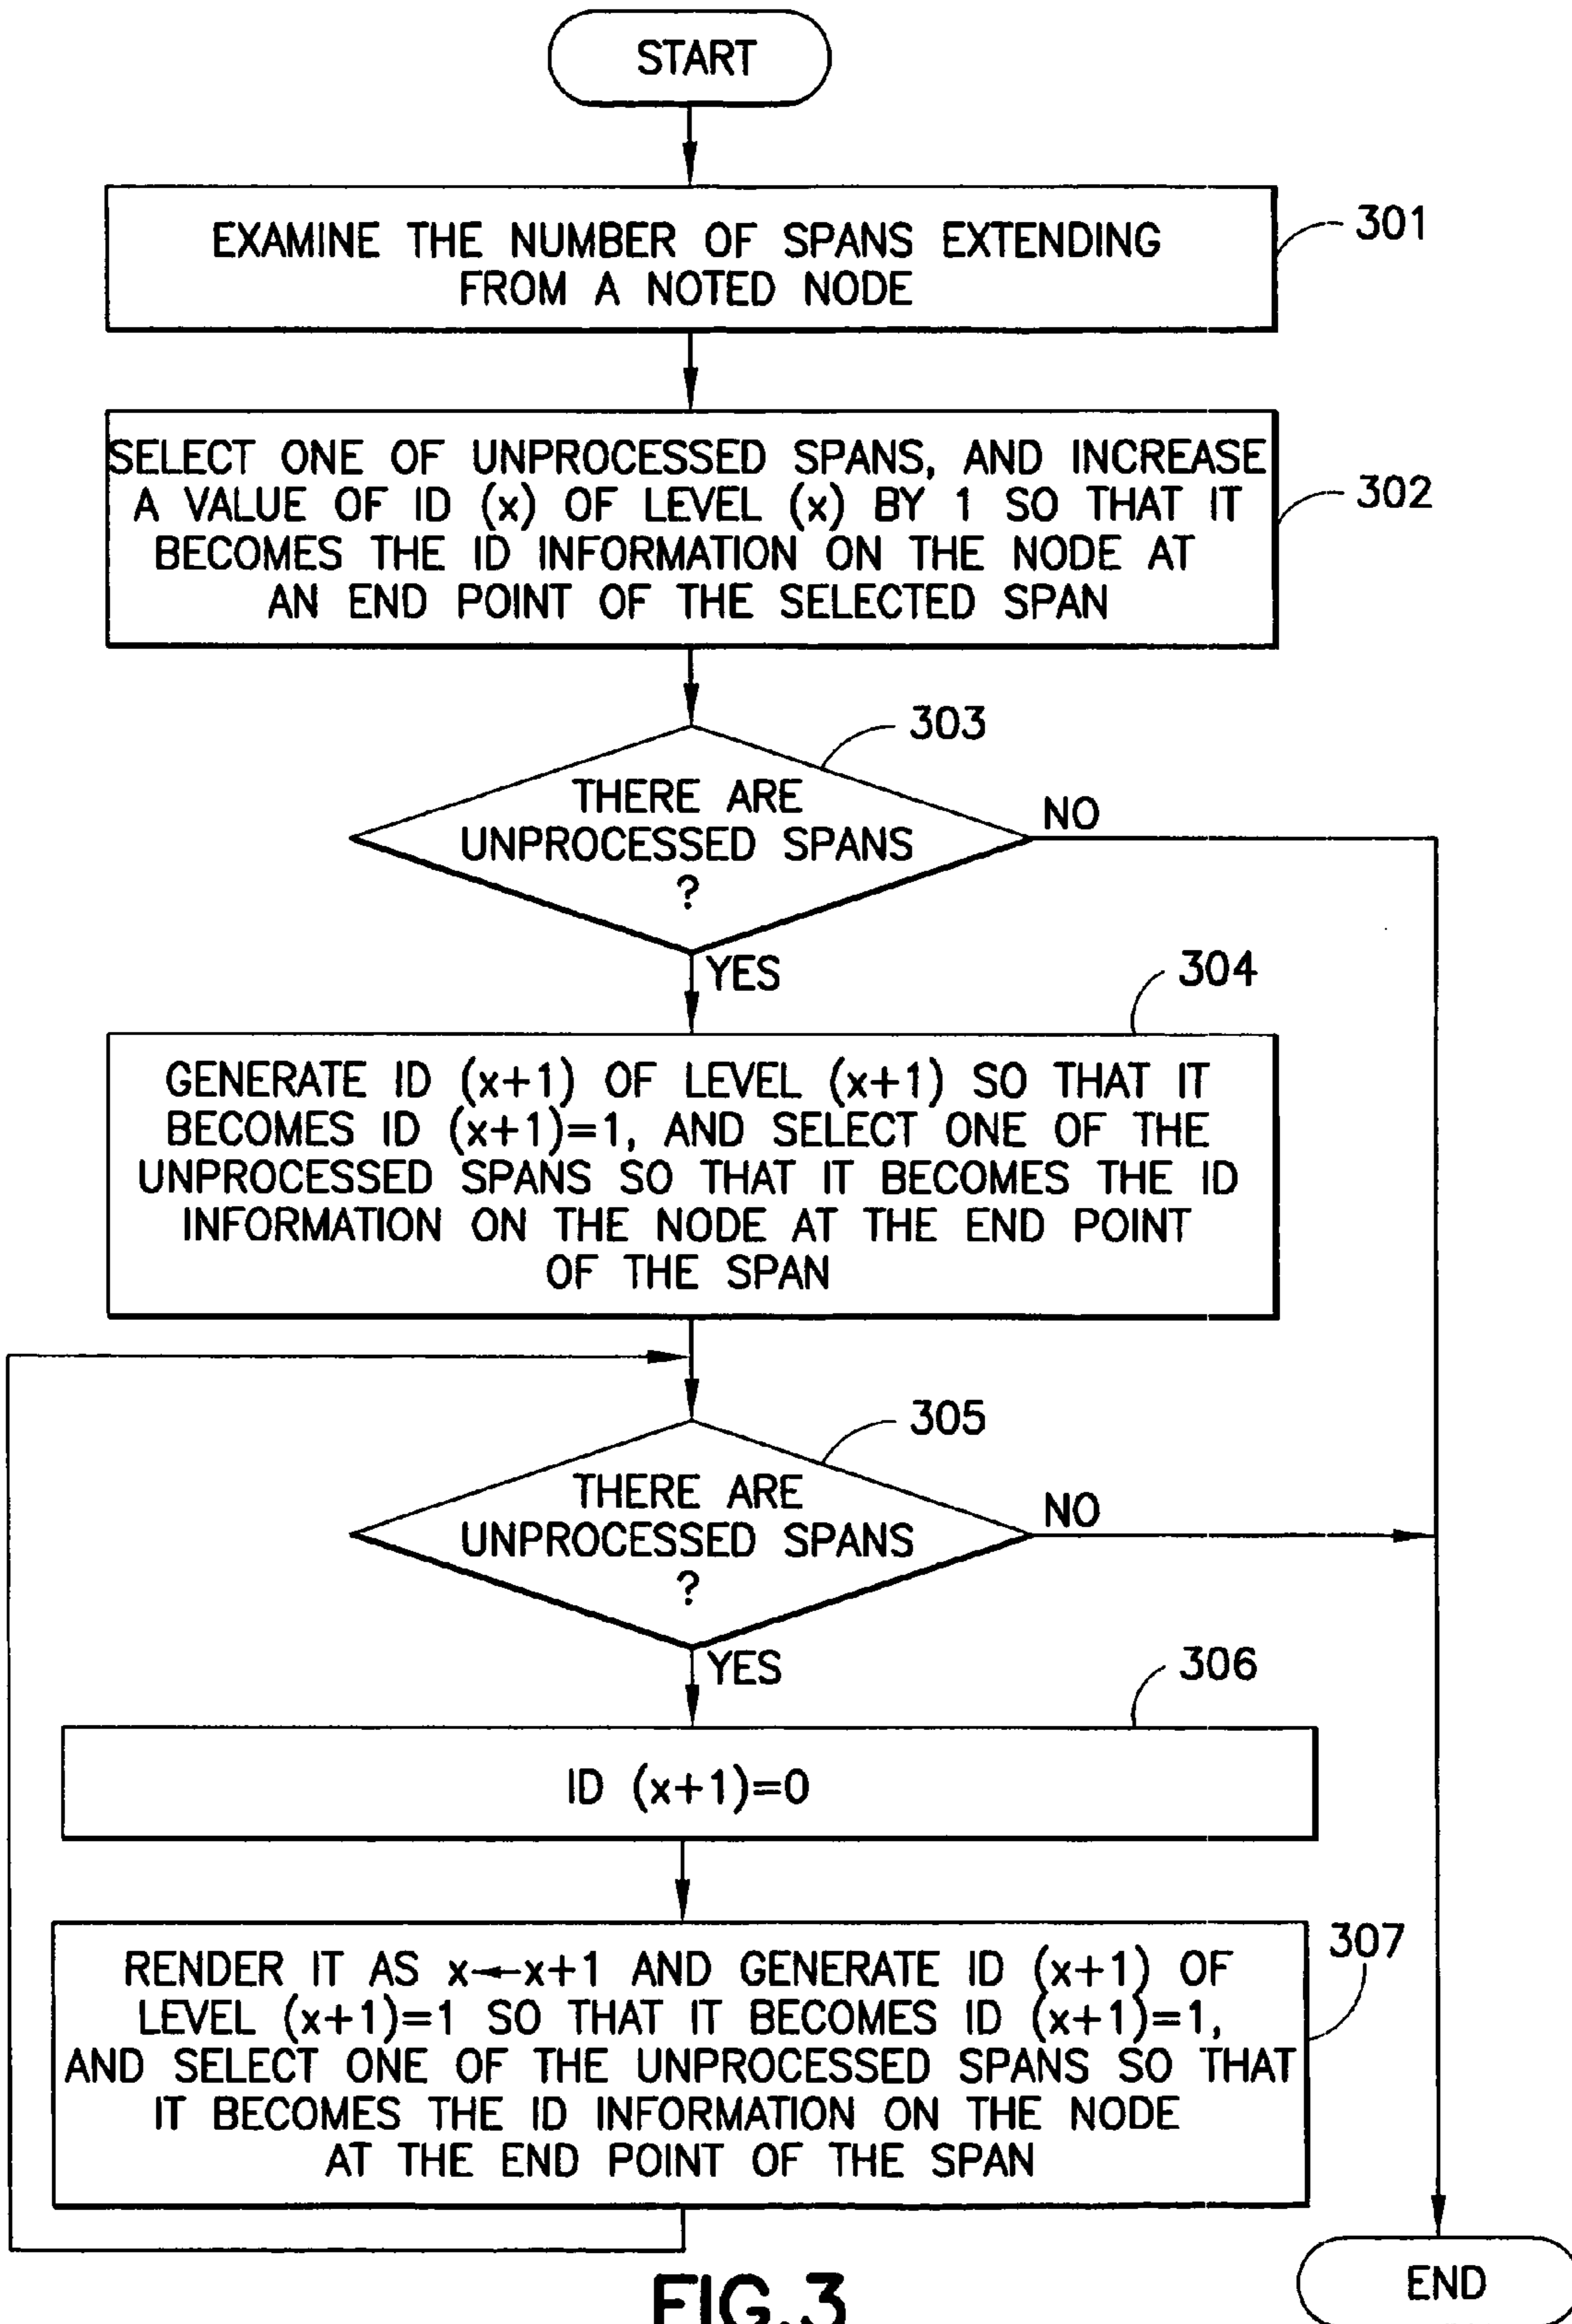 START
EXAMINE THE NUMBER OF SPANS EXTENDING
FROM A NOTED NODE
301
SELECT ONE OF UNPROCESSED SPANS, AND INCREASE
A VALUE OF ID (x) OF LEVEL (x) BY 1 SO THAT IT
BECOMES THE ID INFORMATION ON THE NODE AT
AN END POINT OF THE SELECTED SPAN
302
303
THERE ARE
UNPROCESSED SPANS
?
NO
YES
304
GENERATE ID (x+1) OF LEVEL (x+1) SO THAT IT
BECOMES ID (x+1)=1, AND SELECT ONE OF THE
UNPROCESSED SPANS SO THAT IT BECOMES THE ID
INFORMATION ON THE NODE AT THE END POINT
OF THE SPAN
305
THERE ARE
UNPROCESSED SPANS
?
NO
YES
306
ID (x+1)=0
307
RENDER IT AS x←x+1 AND GENERATE ID (x+1) OF
LEVEL (x+1)=1 SO THAT IT BECOMES ID (x+1)=1,
AND SELECT ONE OF THE UNPROCESSED SPANS SO THAT
IT BECOMES THE ID INFORMATION ON THE NODE
AT THE END POINT OF THE SPAN
END
FIG.3